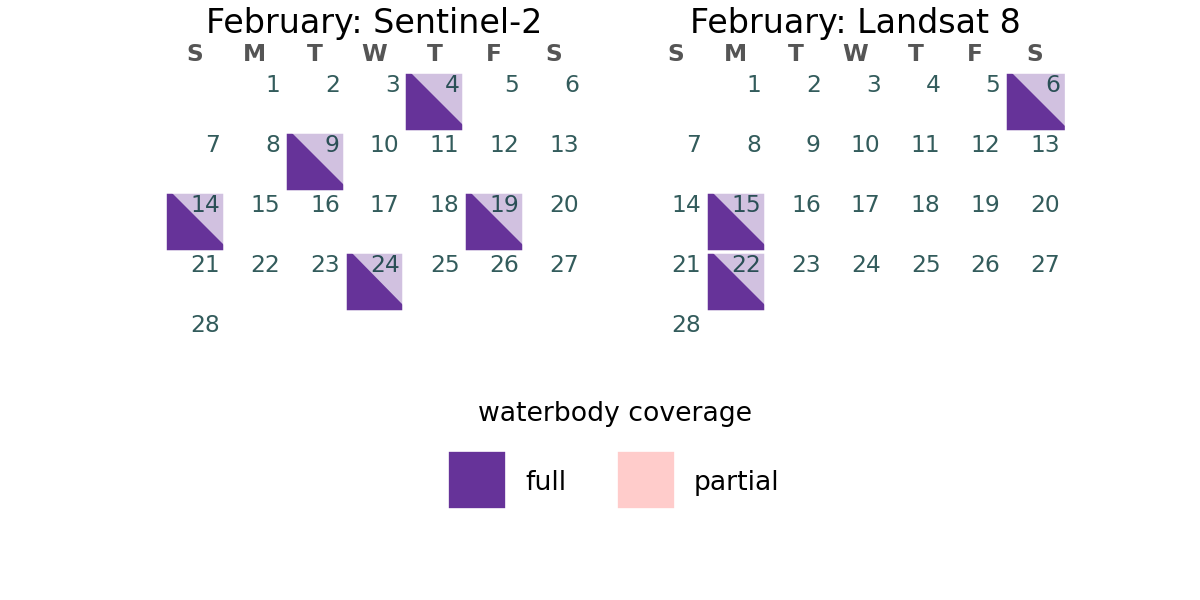 February: Sentinel-2
S M T W T F S
1 2 3 4 5 6
7 8 9 10 11 12 13
14 15 16 17 18 19 20
21 22 23 24 25 26 27
28
February: Landsat 8
S M T W T F S
1 2 3 4 5 6
7 8 9 10 11 12 13
14 15 16 17 18 19 20
21 22 23 24 25 26 27
28
waterbody coverage
full partial